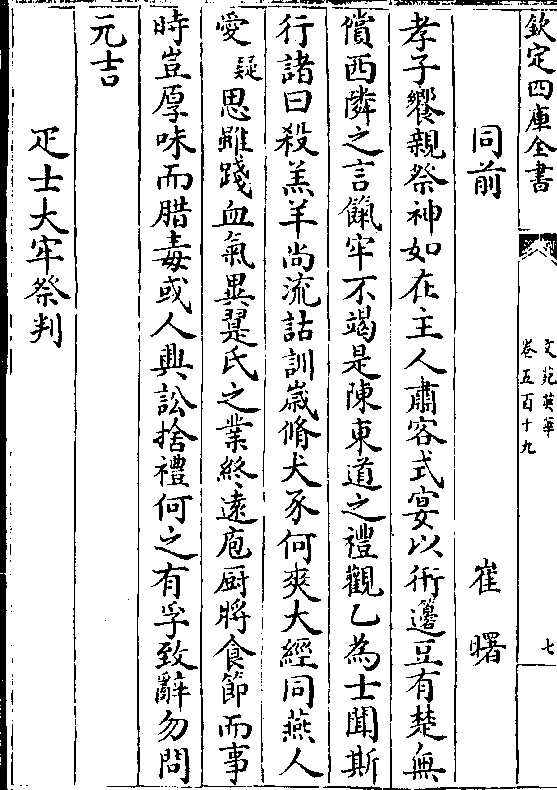 欽定四庫全書
文苑英華
卷五百十九
七
同前
崔曙
孝子饗親祭神如在主人肅客式宴以術籩豆有楚無
償西隣之言餼牢不竭是陳東道之禮觀乙為士聞斯
行諸曰殺羔羊尚流詁訓嵗脩犬豕何爽大經同燕人
愛疑思雖踐血氣異翟氏之業終遠庖厨將食節而事
時豈厚味而腊毒或人興訟捨禮何之有孚致辭勿問
元吉
疋士大牢祭判